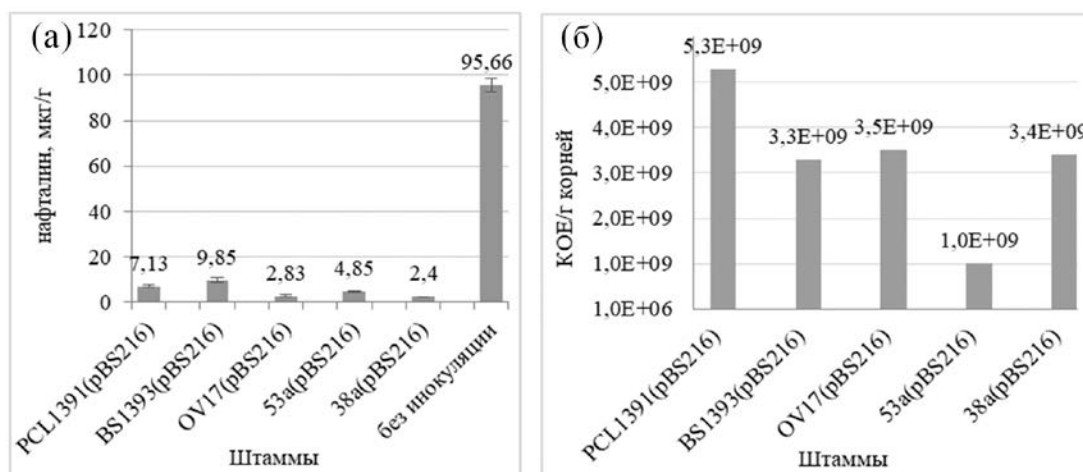 (а)
нафталин, мкг/г
120
100
80
60
40
20
0
7,13
9,85
2,83
4,85
2,4
95,66
PCL1391(pBS216)
BS1393(pBS216)
OV17(pBS216)
53a(pBS216)
38a(pBS216)
без инокуляции
Штаммы
(б)
КОЕ/г корней
5,0E+09
4,0E+09
3,0E+09
2,0E+09
1,0E+09
1,0E+06
5,3E+09
3,3E+09
3,5E+09
1,0E+09
3,4E+09
PCL1391(pBS216)
BS1393(pBS216)
OV17(pBS216)
53a(pBS216)
38a(pBS216)
Штаммы